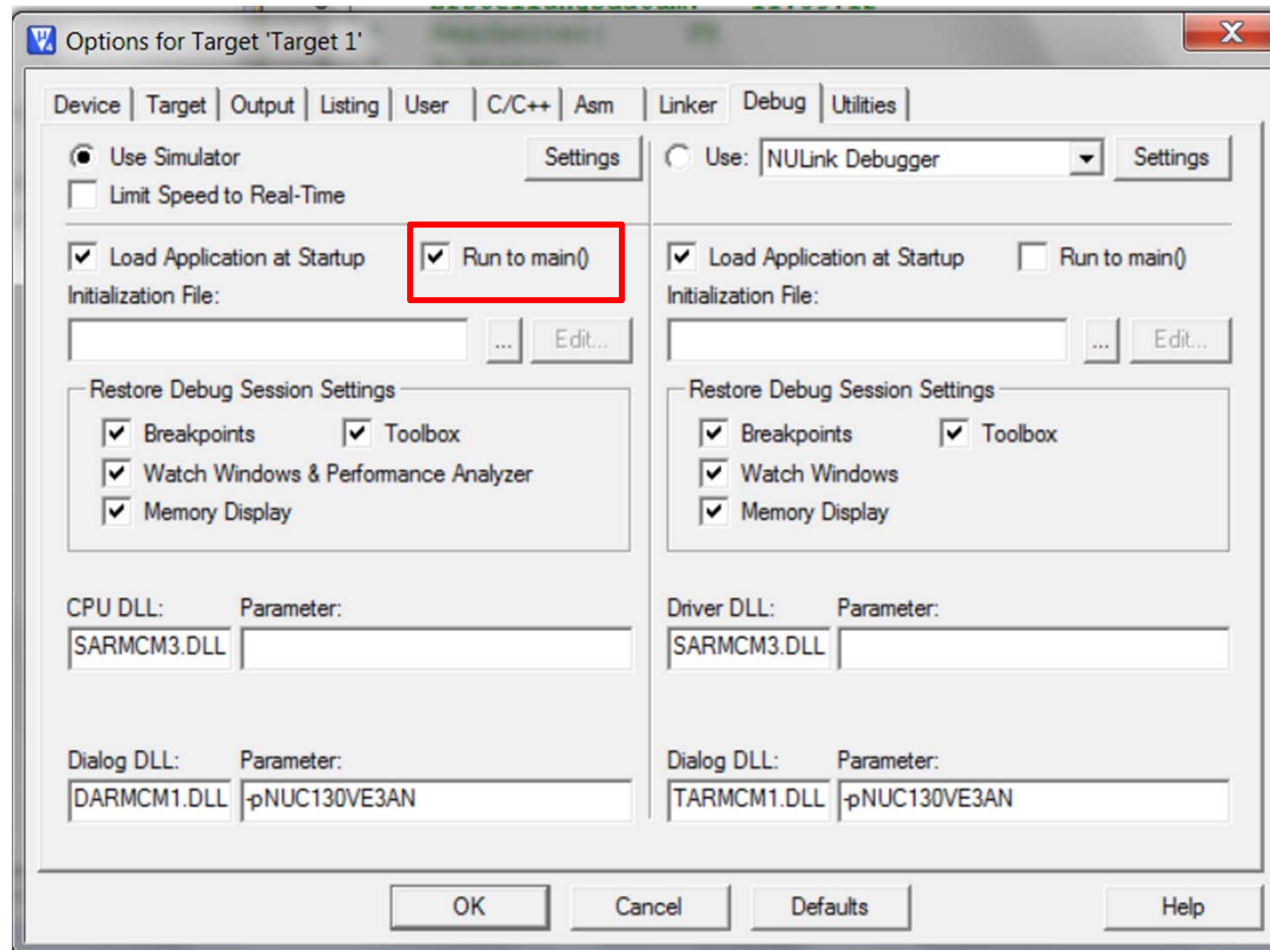 Options for Target 'Target 1'
Device Target Output Listing User C/C++ Asm Linker Debug Utilities
Use Simulator Settings Use: NULink Debugger Settings
Limit Speed to Real-Time
Load Application at Startup Run to main() Load Application at Startup Run to main()
Initialization File: Initialization File:
... Edit... ... Edit...
Restore Debug Session Settings Restore Debug Session Settings
Breakpoints Toolbox Breakpoints Toolbox
Watch Windows & Performance Analyzer Watch Windows
Memory Display Memory Display
CPU DLL: Parameter: Driver DLL: Parameter:
SARMCM3.DLL SARMCM3.DLL
Dialog DLL: Parameter: Dialog DLL: Parameter:
DARMCM1.DLL -pNUC130VE3AN TARMCM1.DLL -pNUC130VE3AN
OK Cancel Defaults Help